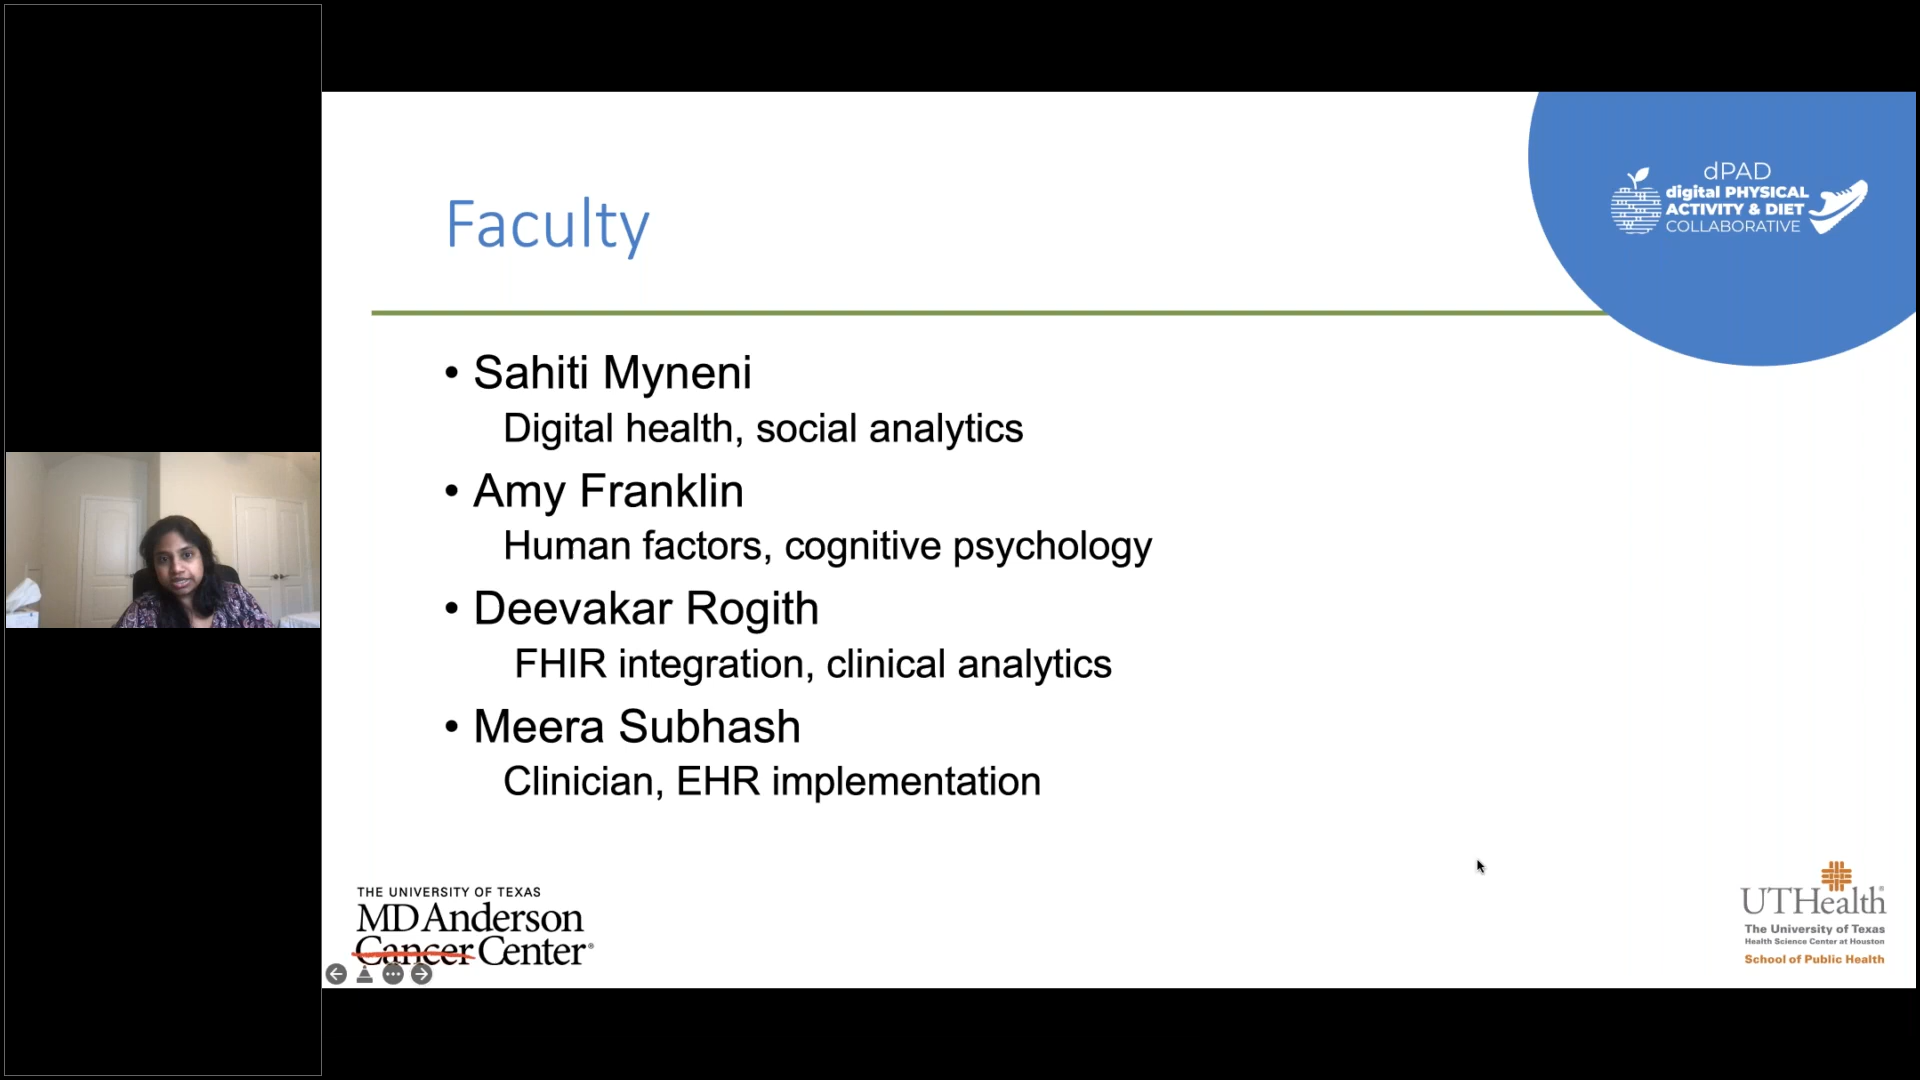 Faculty
dPAD
digital PHYSICAL
ACTIVITY & DIET
COLLABORATIVE
• Sahiti Myneni
Digital health, social analytics
• Amy Franklin
Human factors, cognitive psychology
• Deevakar Rogith
FHIR integration, clinical analytics
• Meera Subhash
Clinician, EHR implementation
THE UNIVERSITY OF TEXAS
MD Anderson
Cancer Center®
UTHealth®
The University of Texas
Health Science Center at Houston
School of Public Health